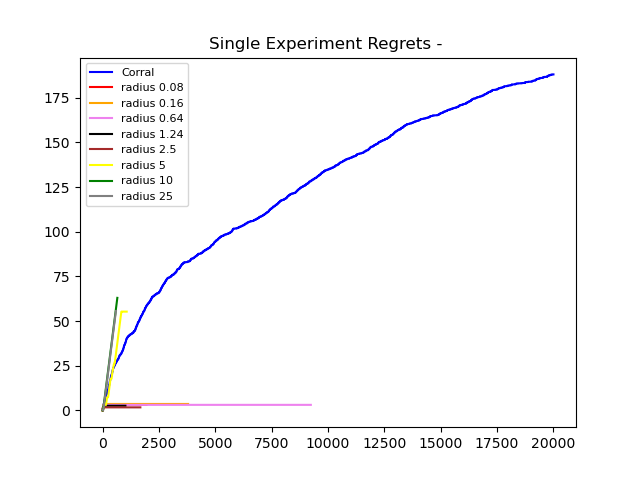 Single Experiment Regrets -
Corral
radius 0.08
radius 0.16
radius 0.64
radius 1.24
radius 2.5
radius 5
radius 10
radius 25
175
150
125
100
75
50
25
0
0 2500 5000 7500 10000 12500 15000 17500 20000